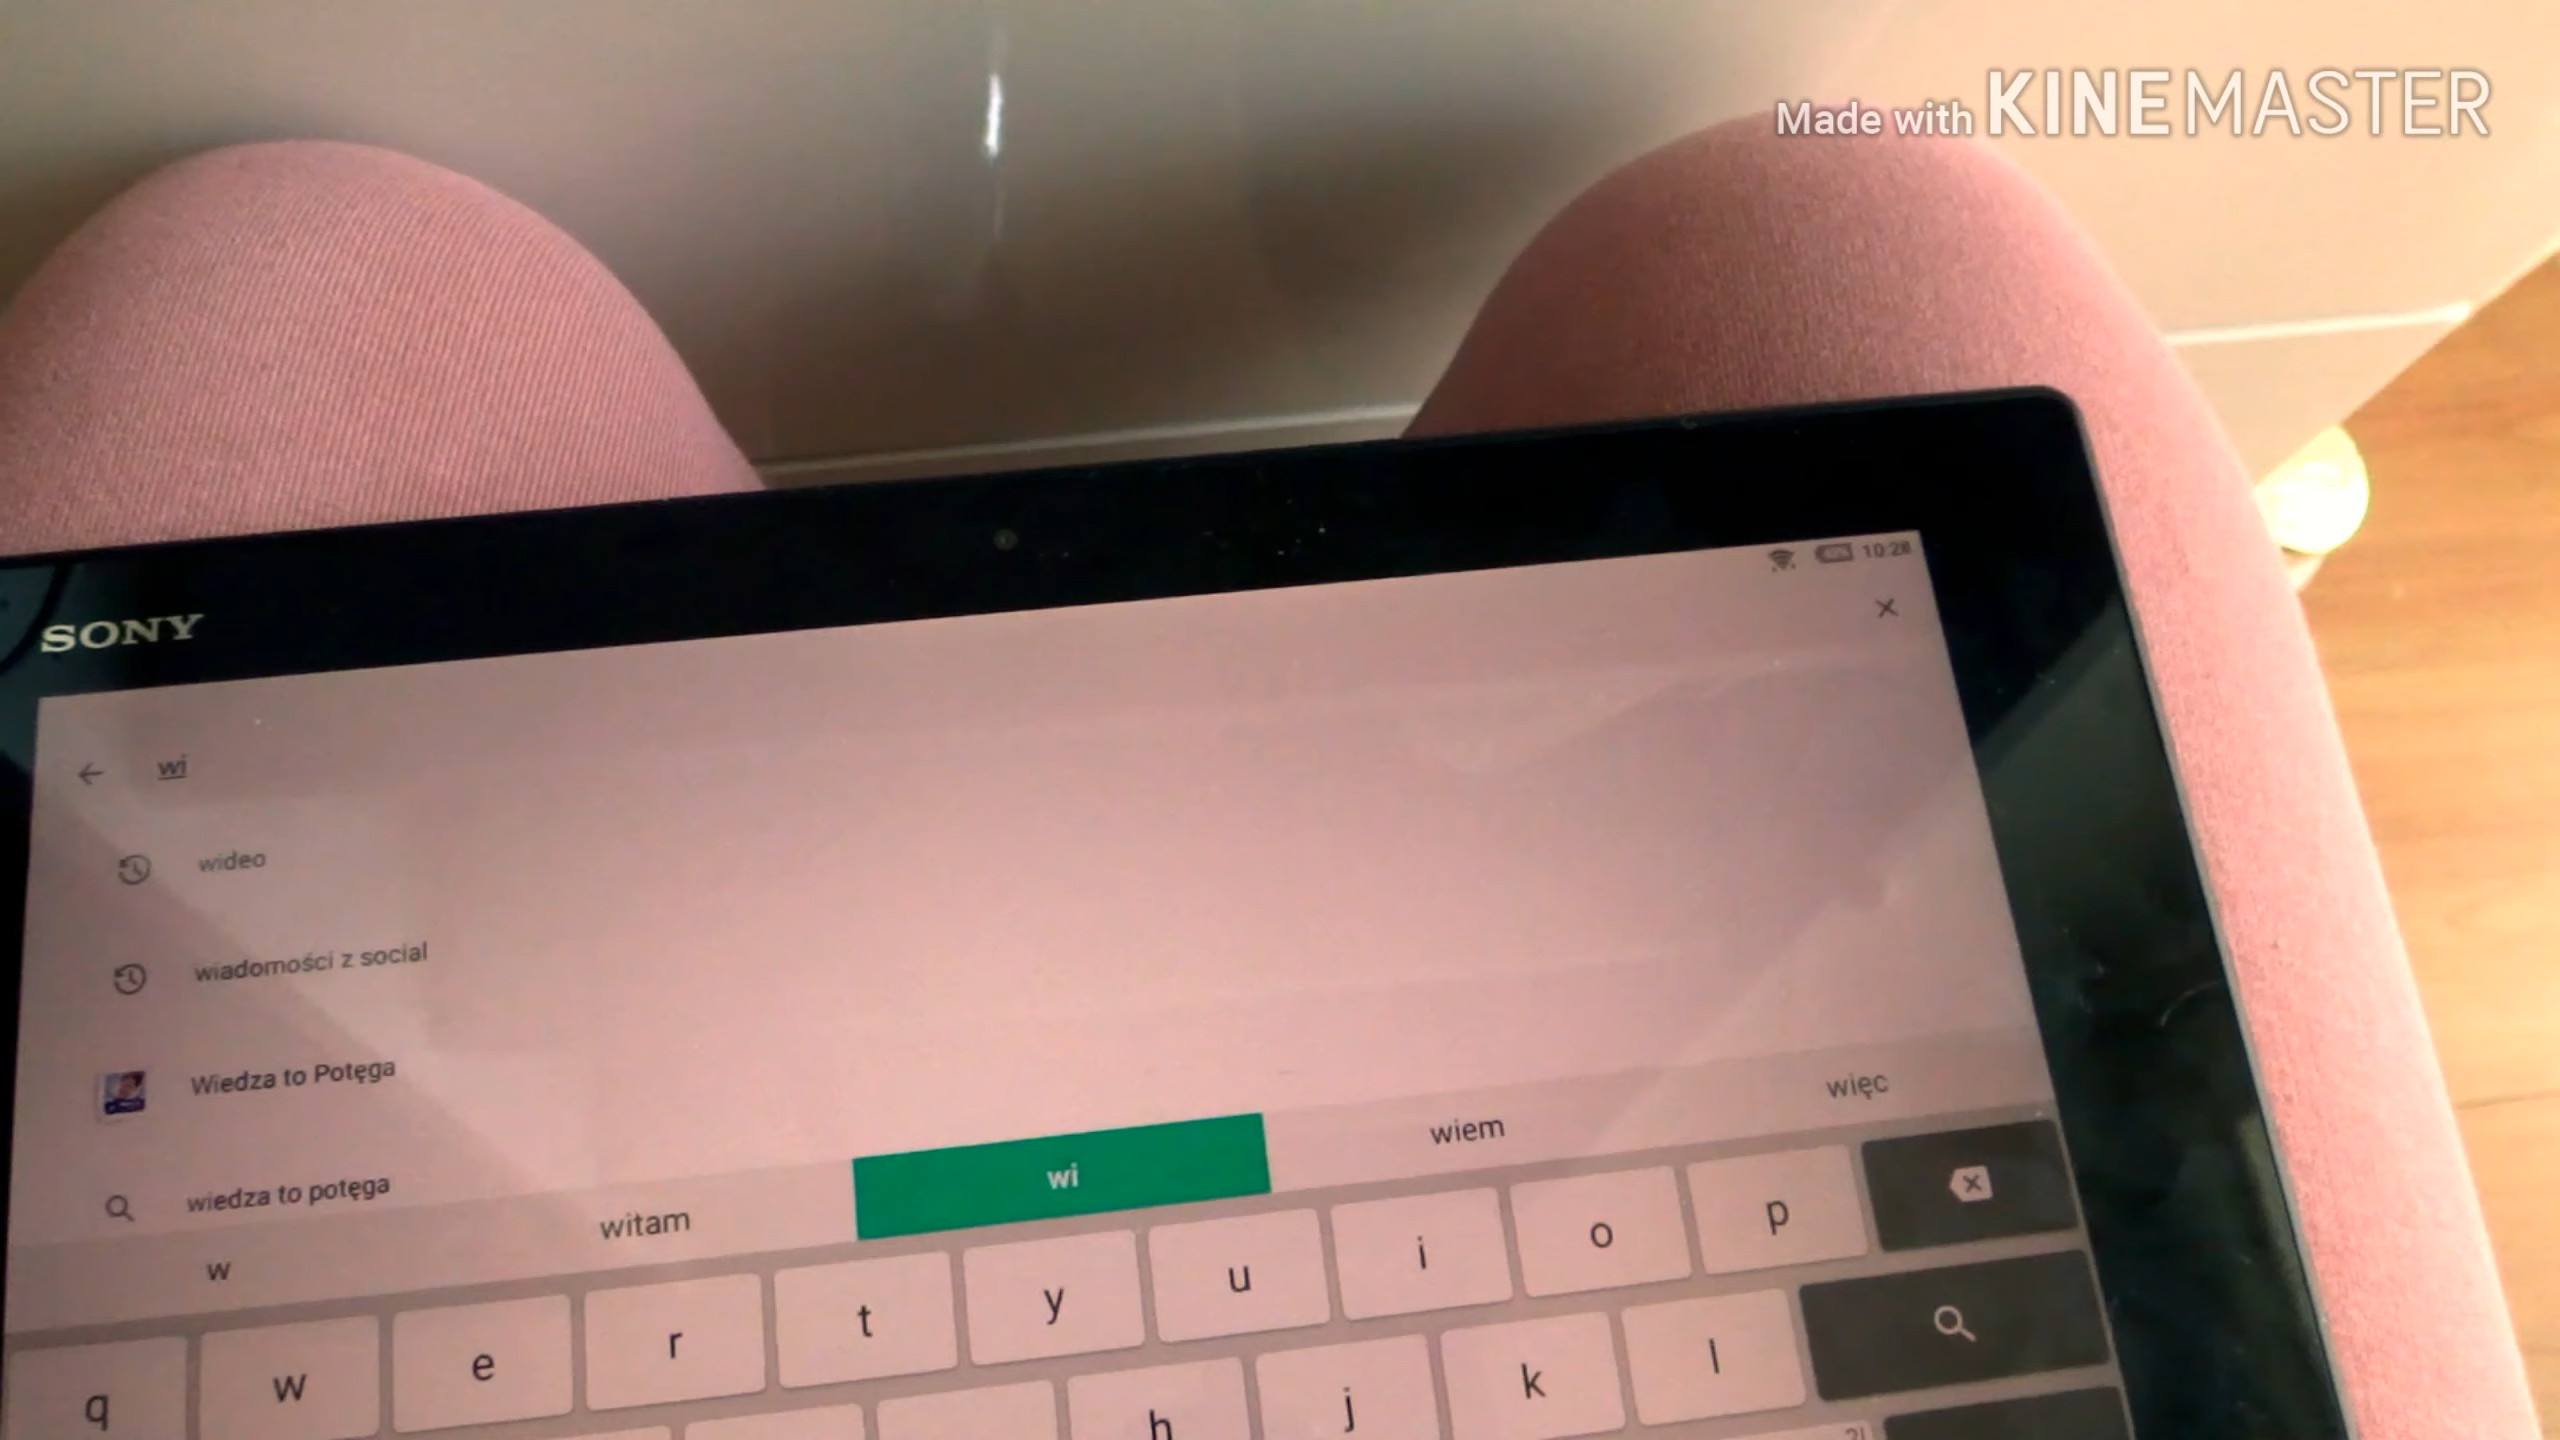 Made with KINEMASTER
SONY
10:28
wi
wideo
wiadomości z social
Wiedza to Potęga
wiedza to potęga
w witam wi wiem więc
q w e r t y u i o p
h j k l